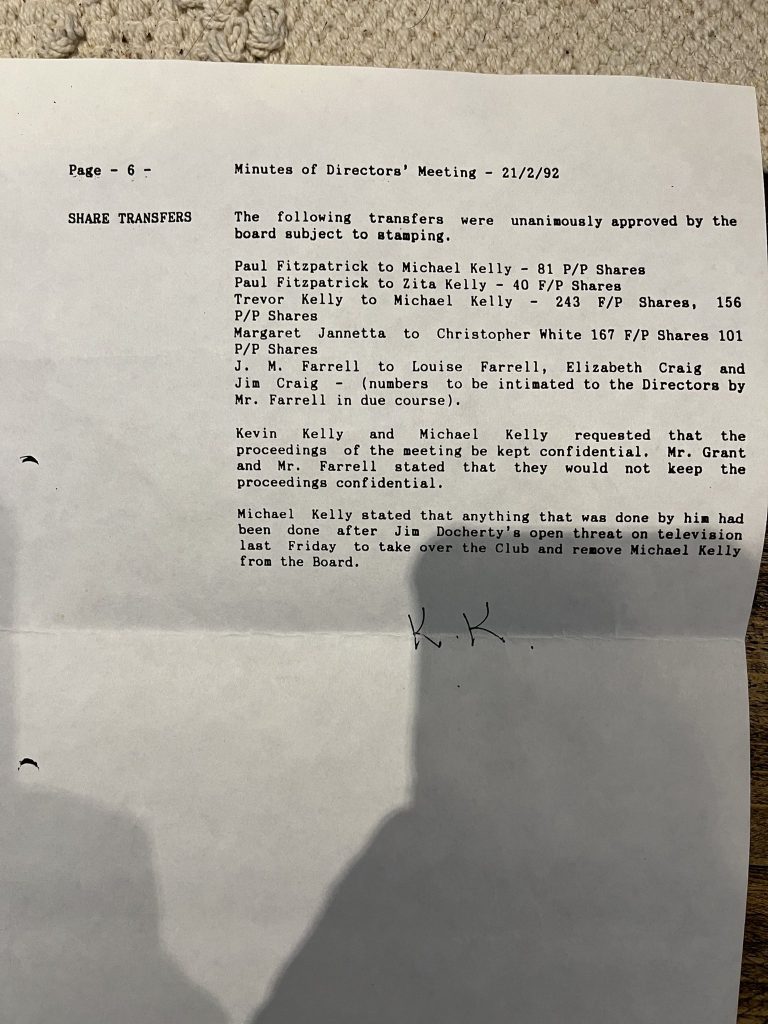 Page - 6 -
Minutes of Directors' Meeting - 21/2/92
SHARE TRANSFERS
The following transfers were unanimously approved by the
board subject to stamping.
Paul Fitzpatrick to Michael Kelly - 81 P/P Shares
Paul Fitzpatrick to Zita Kelly - 40 F/P Shares
Trevor Kelly to Michael Kelly - 243 F/P Shares, 156
P/P Shares
Margaret Jannetta to Christopher White 167 F/P Shares 101
P/P Shares
J. M. Farrell to Louise Farrell, Elizabeth Craig and
Jim Craig - (numbers to be intimated to the Directors by
Mr. Farrell in due course).
Kevin Kelly and Michael Kelly requested that the
proceedings of the meeting be kept confidential. Mr. Grant
and Mr. Farrell stated that they would not keep the
proceedings confidential.
Michael Kelly stated that anything that was done by him had
been done after Jim Docherty's open threat on television
last Friday to take over the Club and remove Michael Kelly
from the Board.
K.K.